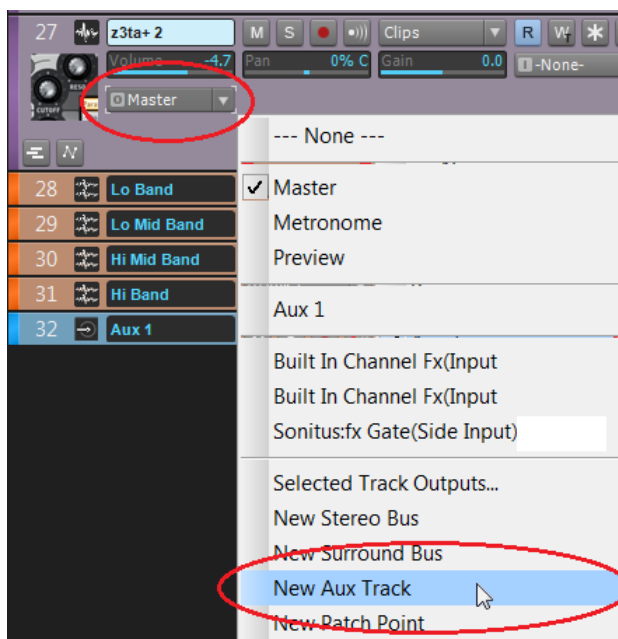 27 z3ta+ 2 M S Clips R W *
Volume -4.7 Pan 0% C Gain 0.0 I -None-
RESO
CUTOFF
O Master
--- None ---
28 Lo Band
Master
29 Lo Mid Band
Metronome
30 Hi Mid Band
Preview
31 Hi Band
Aux 1
32 Aux 1
Built In Channel Fx(Input
Built In Channel Fx(Input
Sonitus:fx Gate(Side Input)
Selected Track Outputs...
New Stereo Bus
New Surround Bus
New Aux Track
New Patch Point